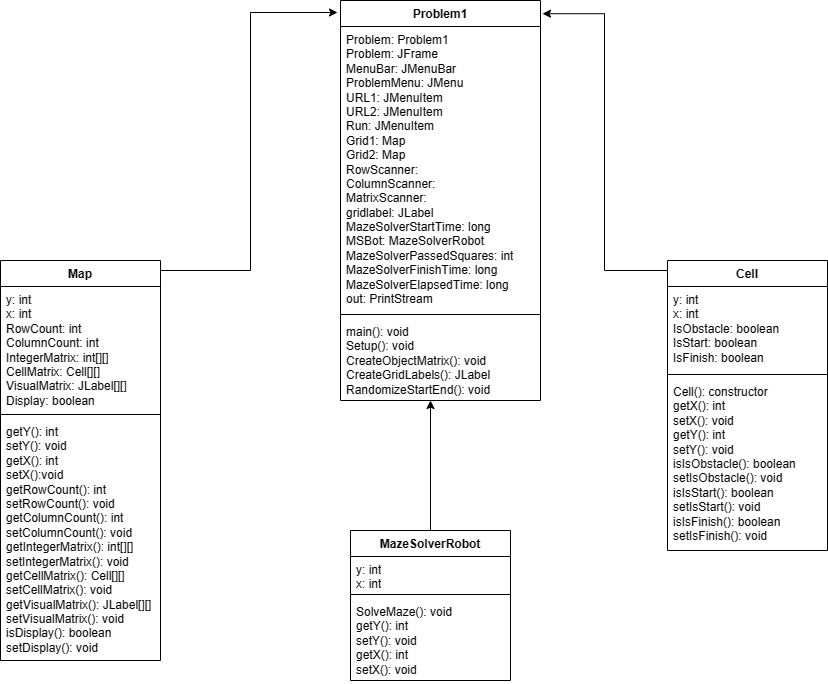 Problem1
Problem: Problem1
Problem: JFrame
MenuBar: JMenuBar
ProblemMenu: JMenu
URL1: JMenuItem
URL2: JMenuItem
Run: JMenuItem
Grid1: Map
Grid2: Map
RowScanner:
ColumnScanner:
MatrixScanner:
gridlabel: JLabel
MazeSolverStartTime: long
MSBot: MazeSolverRobot
MazeSolverPassedSquares: int
MazeSolverFinishTime: long
MazeSolverElapsedTime: long
out: PrintStream
main(): void
Setup(): void
CreateObjectMatrix(): void
CreateGridLabels(): JLabel
RandomizeStartEnd(): void
Map
y: int
x: int
RowCount: int
ColumnCount: int
IntegerMatrix: int[][]
CellMatrix: Cell[][]
VisualMatrix: JLabel[][]
Display: boolean
getY(): int
setY(): void
getX(): int
setX():void
getRowCount(): int
setRowCount(): void
getColumnCount(): int
setColumnCount(): void
getIntegerMatrix(): int[][]
setIntegerMatrix(): void
getCellMatrix(): Cell[][]
setCellMatrix(): void
getVisualMatrix(): JLabel[][]
setVisualMatrix(): void
isDisplay(): boolean
setDisplay(): void
Cell
y: int
x: int
IsObstacle: boolean
IsStart: boolean
IsFinish: boolean
Cell(): constructor
getX(): int
setX(): void
getY(): int
setY(): void
isIsObstacle(): boolean
setIsObstacle(): void
isIsStart(): boolean
setIsStart(): void
isIsFinish(): boolean
setIsFinish(): void
MazeSolverRobot
y: int
x: int
SolveMaze(): void
getY(): int
setY(): void
getX(): int
setX(): void